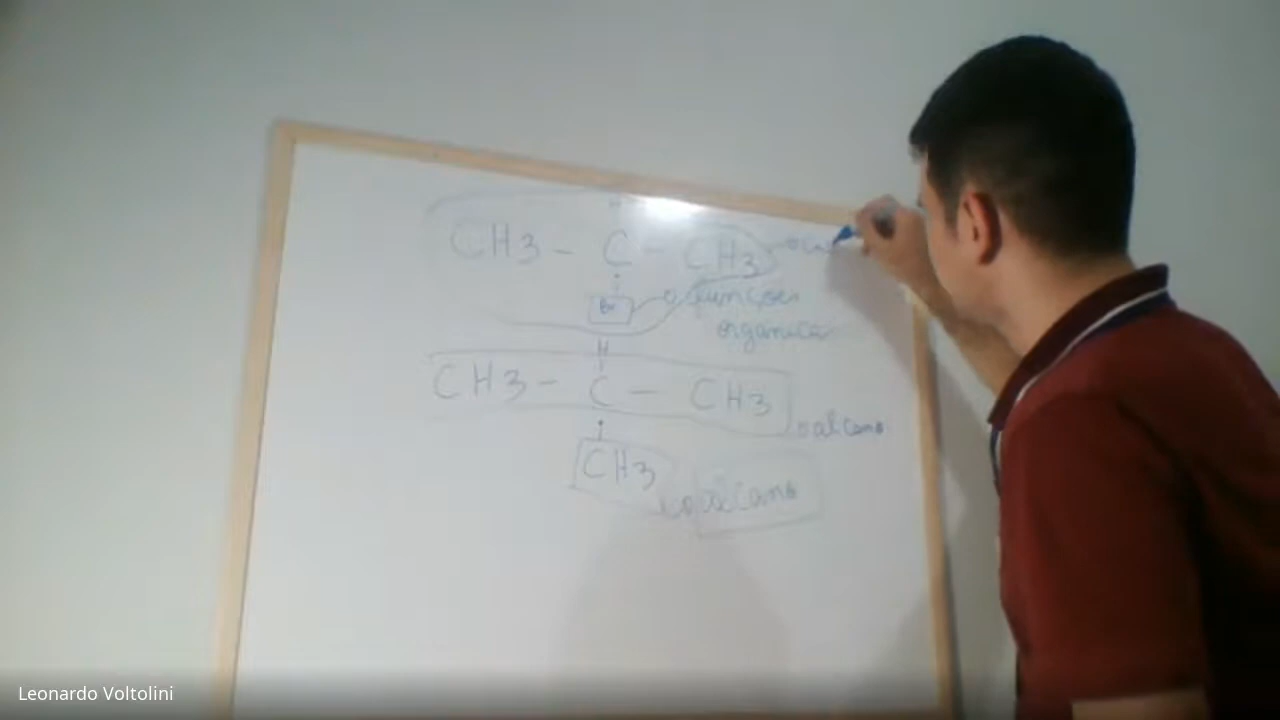 H
CH3 - C - CH3
Br funções
orgânica
H
CH3 - C - CH3
alcano
CH3
alcano
Leonardo Voltolini